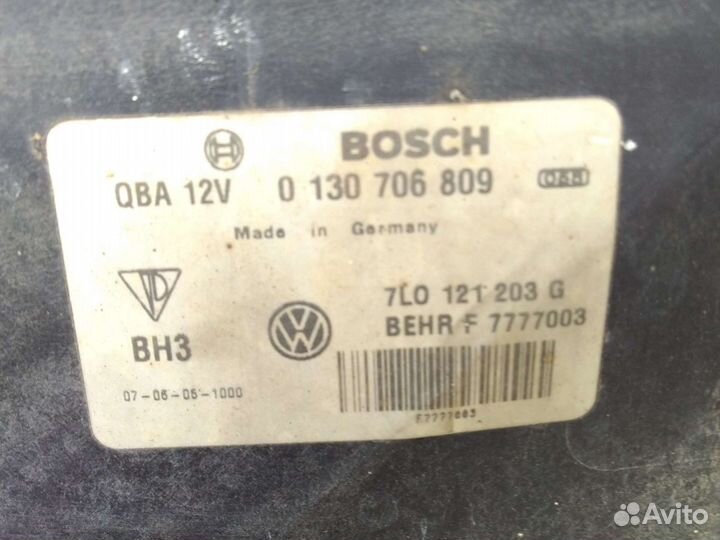 BOSCH
QBA 12V 0 130 706 809
Made in Germany
7L0 121 203 G
BH3
BEHR F 7777003
07-06-05-1000
F7777003
Avito